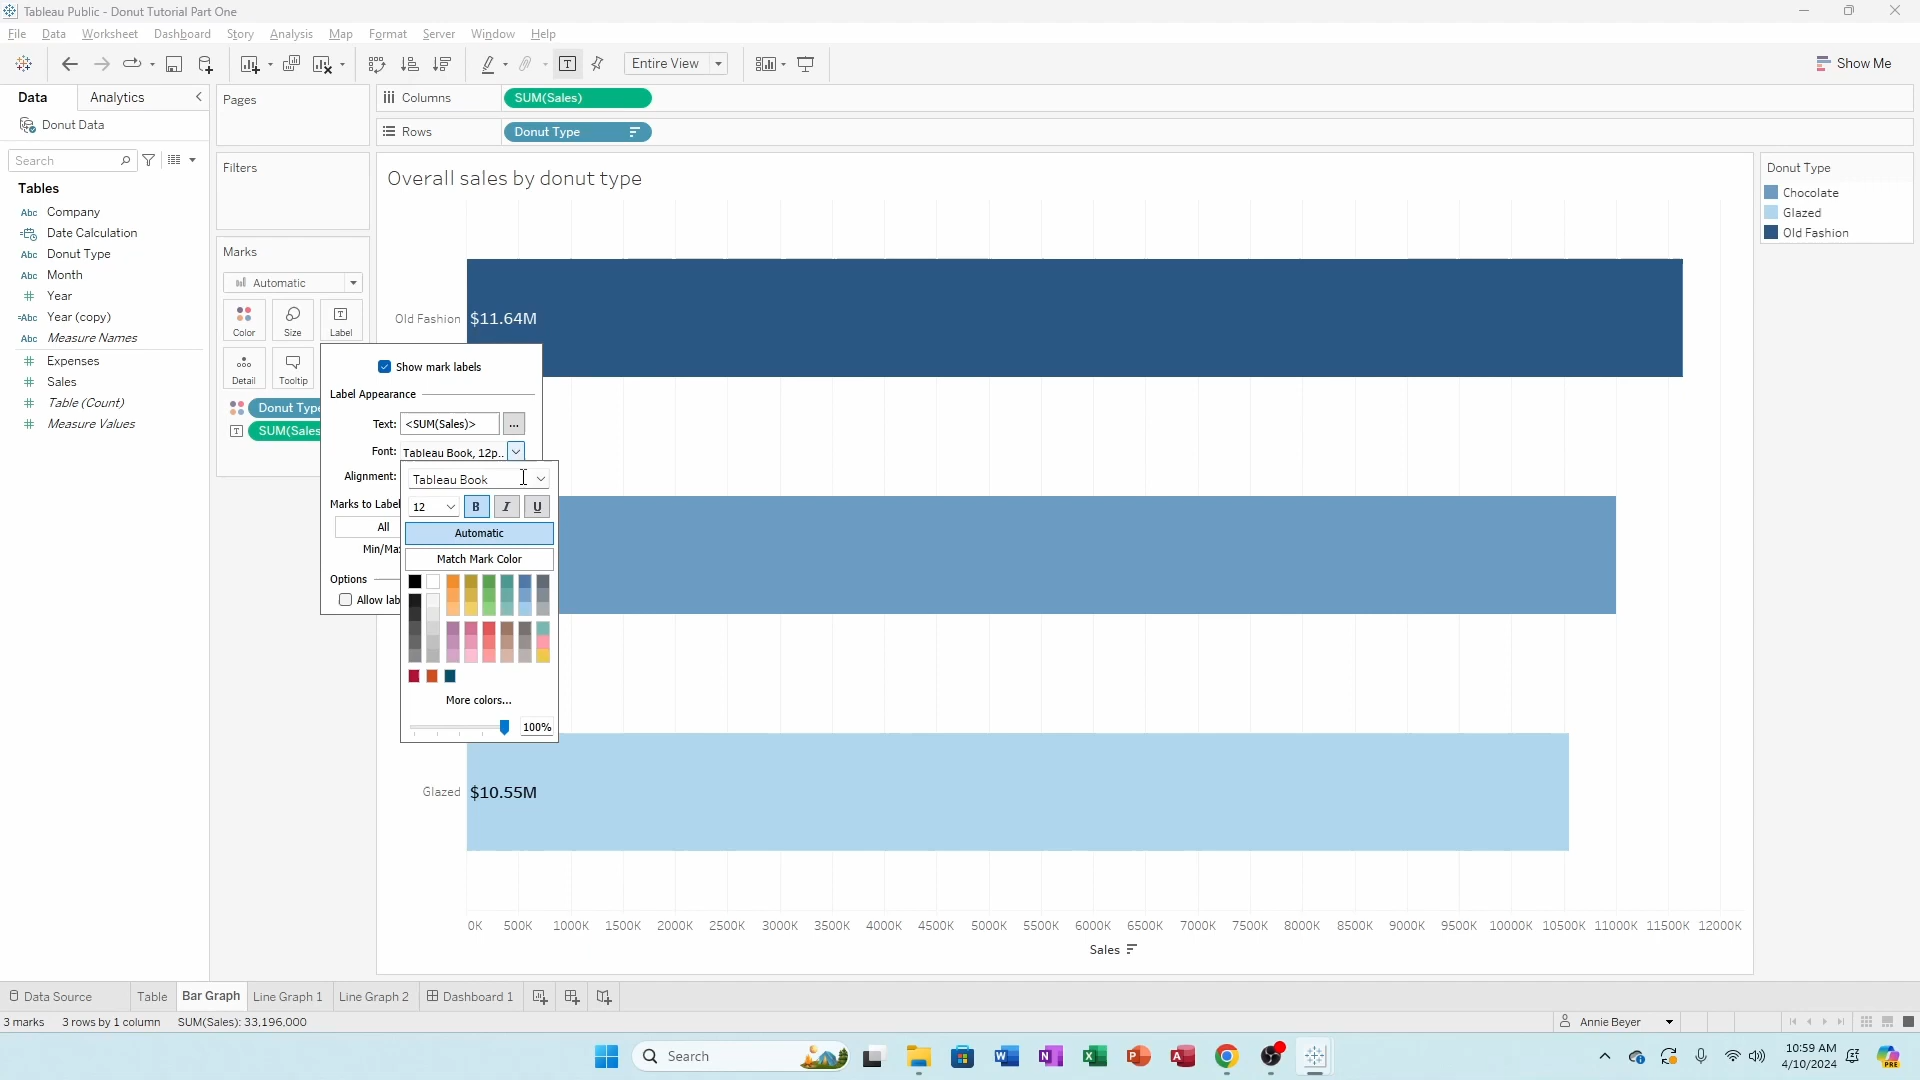 Tableau Public - Donut Tutorial Part One
File Data Worksheet Dashboard Story Analysis Map Format Server Window Help
Entire View
Show Me
Data Analytics
Donut Data
Search
Tables
Abc Company
Date Calculation
Abc Donut Type
Abc Month
Year
=Abc Year (copy)
Abc Measure Names
Expenses
Sales
Table (Count)
Measure Values
Pages
Filters
Marks
Automatic
Color Size Label
Detail Tooltip
Donut Type
SUM(Sales
Columns SUM(Sales)
Rows Donut Type
Overall sales by donut type
Old Fashion $11.64M
Show mark labels
Label Appearance
Text: <SUM(Sales)> ...
Font: Tableau Book, 12p..
Alignment:
Marks to Label
All
Min/Ma
Options
Allow lab
Tableau Book
12 B I U
Automatic
Match Mark Color
More colors...
100%
Glazed $10.55M
0K 500K 1000K 1500K 2000K 2500K 3000K 3500K 4000K 4500K 5000K 5500K 6000K 6500K 7000K 7500K 8000K 8500K 9000K 9500K 10000K 10500K 11000K 11500K 12000K
Sales
Donut Type
Chocolate
Glazed
Old Fashion
Data Source Table Bar Graph Line Graph 1 Line Graph 2 Dashboard 1
3 marks 3 rows by 1 column SUM(Sales): 33,196,000
Annie Beyer
Search
10:59 AM
4/10/2024
PRE